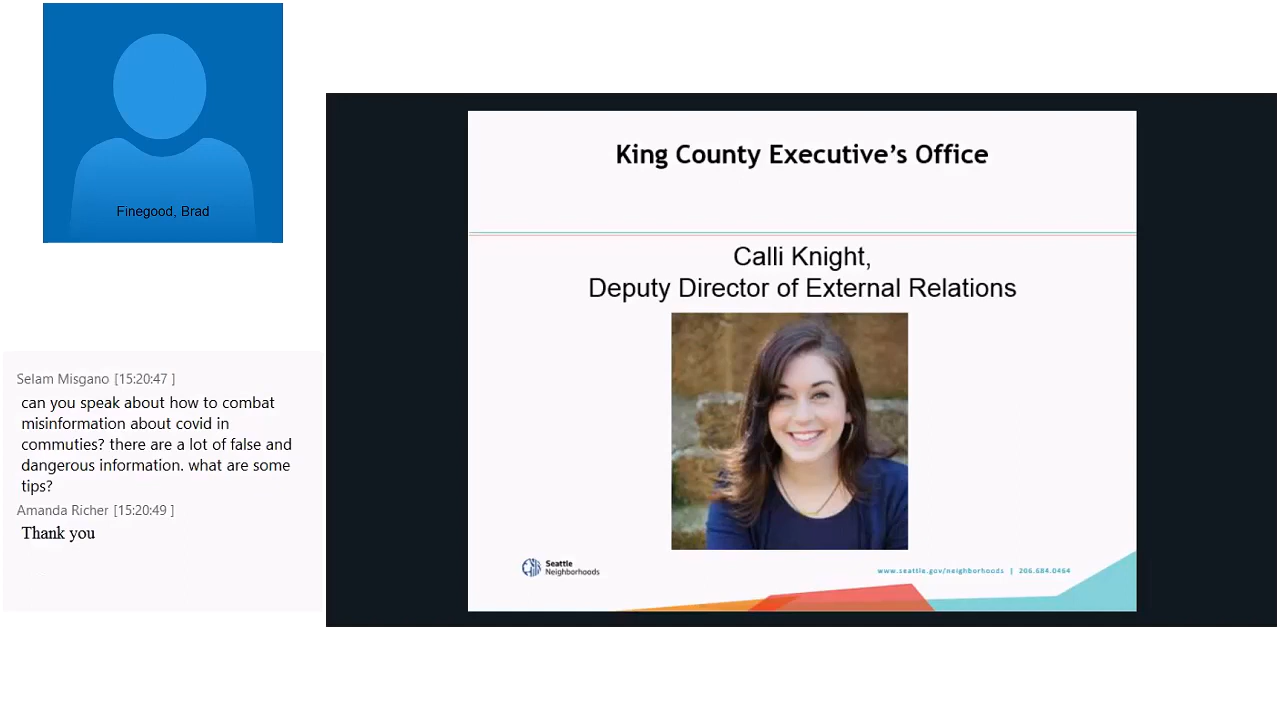 Finegood, Brad
Selam Misgano [15:20:47 ]
can you speak about how to combat
misinformation about covid in
commuties? there are a lot of false and
dangerous information. what are some
tips?
Amanda Richer [15:20:49 ]
Thank you
King County Executive’s Office
Calli Knight,
Deputy Director of External Relations
Seattle
Neighborhoods
www.seattle.gov/neighborhoods | 206.684.0464